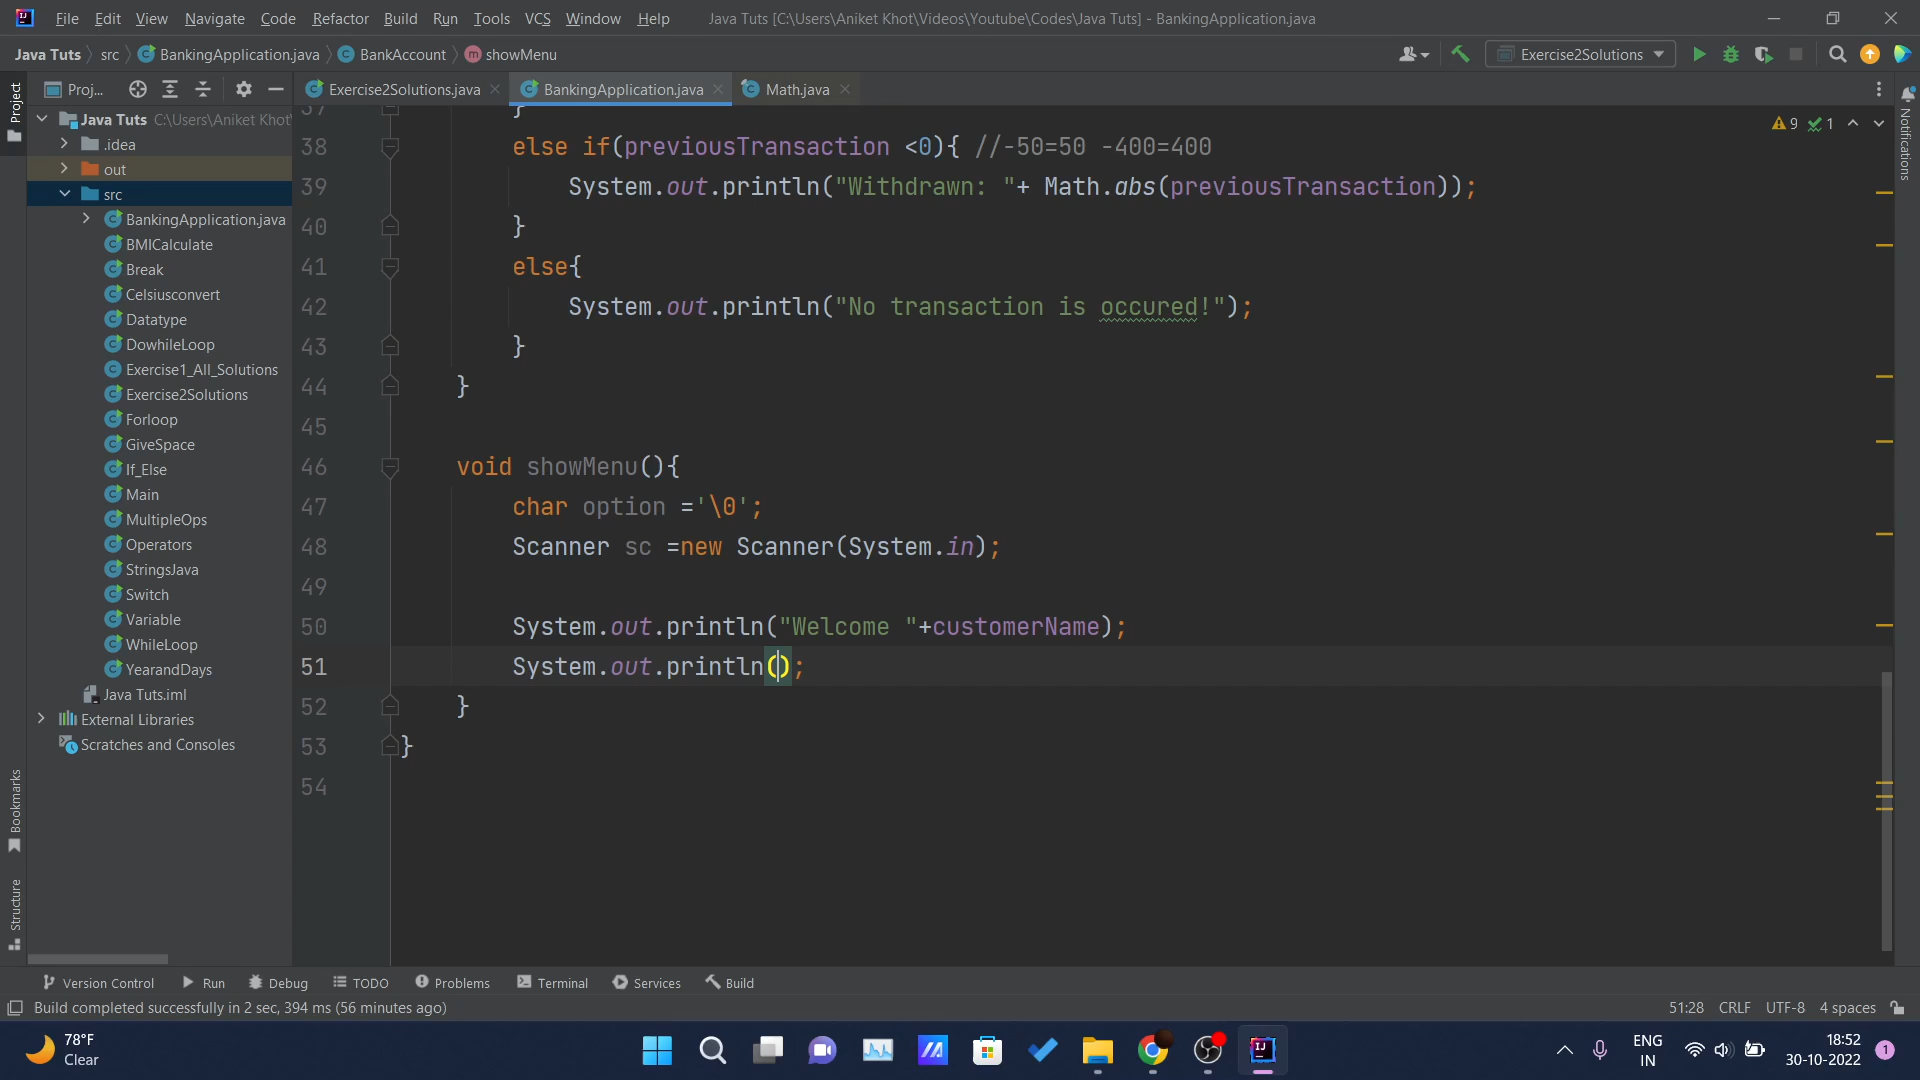 File Edit View Navigate Code Refactor Build Run Tools VCS Window Help Java Tuts [C:\Users\Aniket Khot\Videos\Youtube\Codes\Java Tuts] - BankingApplication.java
Java Tuts src BankingApplication.java BankAccount showMenu Exercise2Solutions
Proj... Exercise2Solutions.java BankingApplication.java Math.java
Project
Java Tuts C:\Users\Aniket Khot\
.idea
out
src
BankingApplication.java
BMICalculate
Break
Celsiusconvert
Datatype
DowhileLoop
Exercise1_All_Solutions
Exercise2Solutions
Forloop
GiveSpace
If_Else
Main
MultipleOps
Operators
StringsJava
Switch
Variable
WhileLoop
YearandDays
Java Tuts.iml
External Libraries
Scratches and Consoles
Bookmarks
Structure
9 1
Notifications
37 }
38 else if(previousTransaction <0){ //-50=50 -400=400
39 System.out.println("Withdrawn: "+ Math.abs(previousTransaction));
40 }
41 else{
42 System.out.println("No transaction is occured!");
43 }
44 }
45
46 void showMenu(){
47 char option ='\0';
48 Scanner sc =new Scanner(System.in);
49
50 System.out.println("Welcome "+customerName);
51 System.out.println();
52 }
53 }
54
Version Control Run Debug TODO Problems Terminal Services Build
Build completed successfully in 2 sec, 394 ms (56 minutes ago) 51:28 CRLF UTF-8 4 spaces
78°F
Clear
ENG
IN
18:52
30-10-2022
1